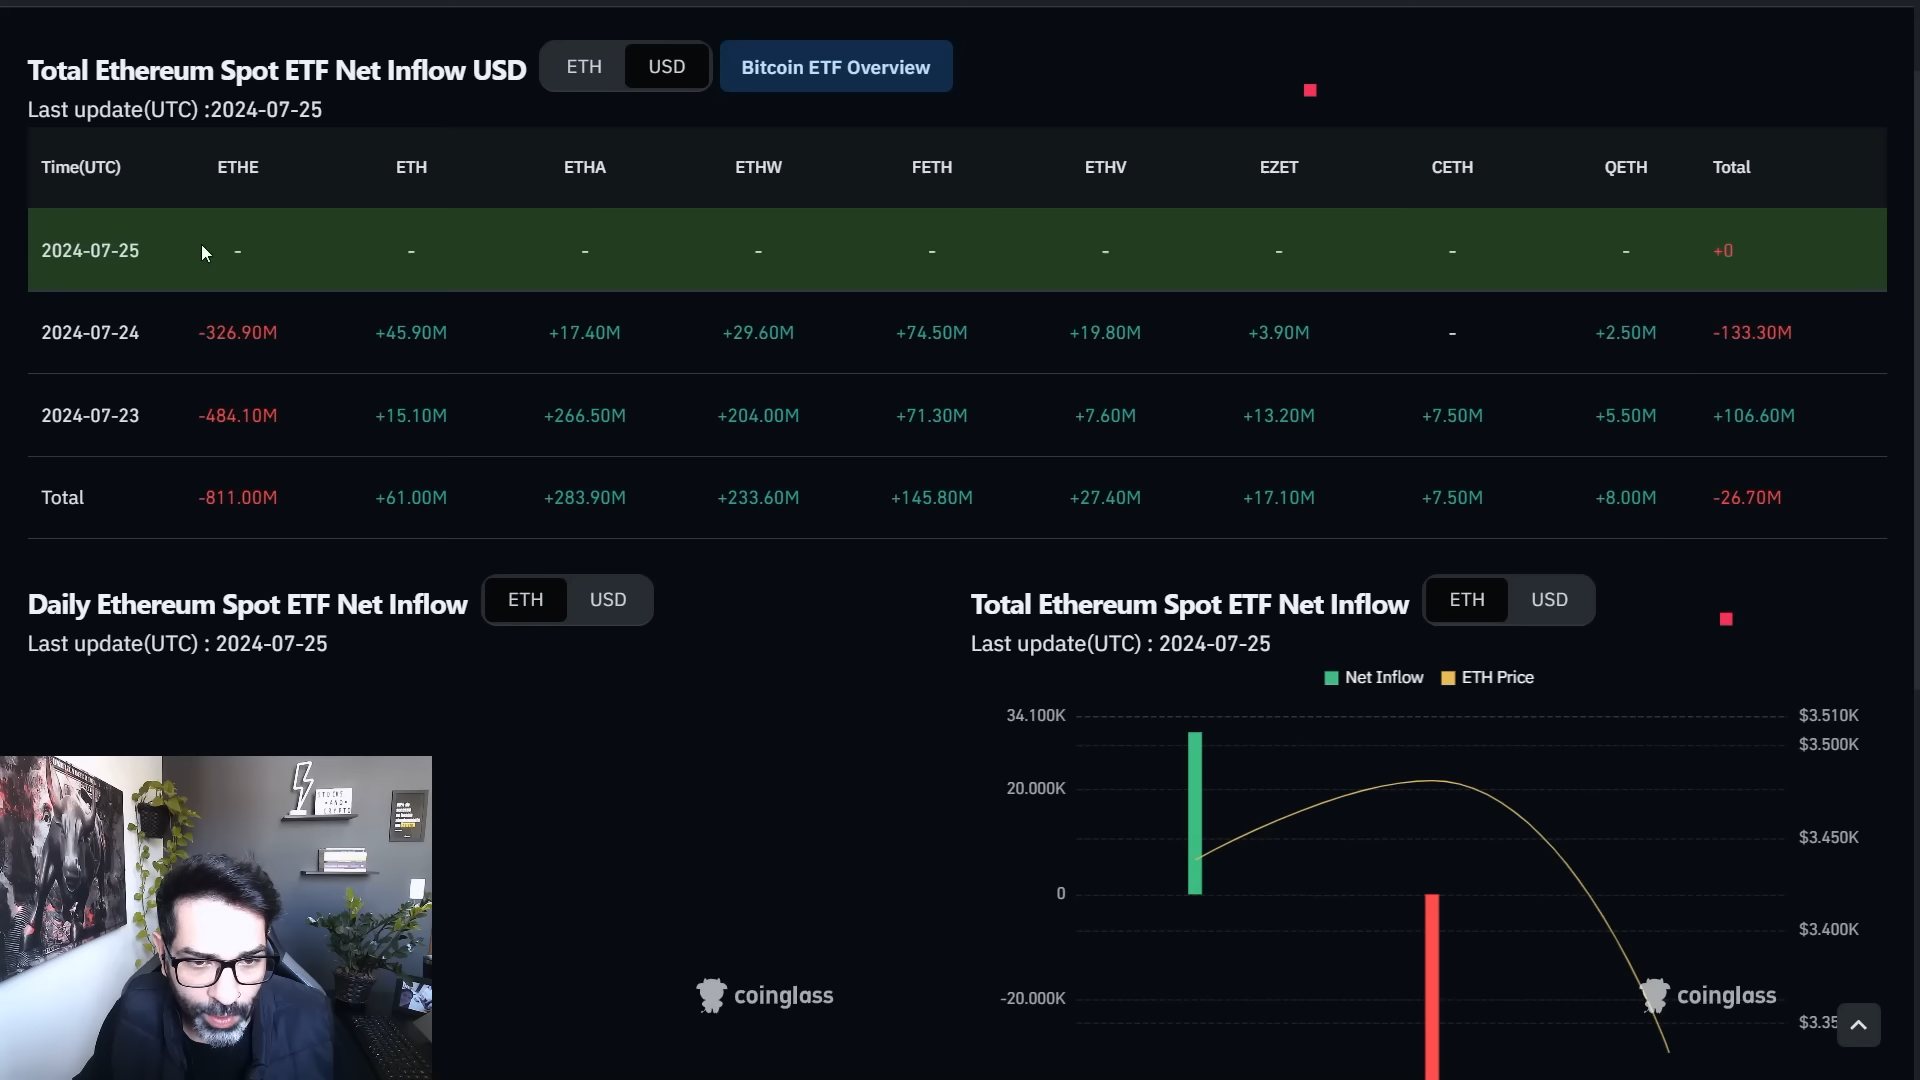 Total Ethereum Spot ETF Net Inflow USD ETH USD Bitcoin ETF Overview
Last update(UTC) :2024-07-25
Time(UTC) ETHE ETH ETHA ETHW FETH ETHV EZET CETH QETH Total
2024-07-25 - - - - - - - - - +0
2024-07-24 -326.90M +45.90M +17.40M +29.60M +74.50M +19.80M +3.90M - +2.50M -133.30M
2024-07-23 -484.10M +15.10M +266.50M +204.00M +71.30M +7.60M +13.20M +7.50M +5.50M +106.60M
Total -811.00M +61.00M +283.90M +233.60M +145.80M +27.40M +17.10M +7.50M +8.00M -26.70M
Daily Ethereum Spot ETF Net Inflow ETH USD
Last update(UTC) : 2024-07-25
Total Ethereum Spot ETF Net Inflow ETH USD
Last update(UTC) : 2024-07-25
Net Inflow ETH Price
34.100K $3.510K
$3.500K
20.000K
$3.450K
0
$3.400K
-20.000K
$3.35
coinglass
coinglass
STOCKS
AND
CRYPTO